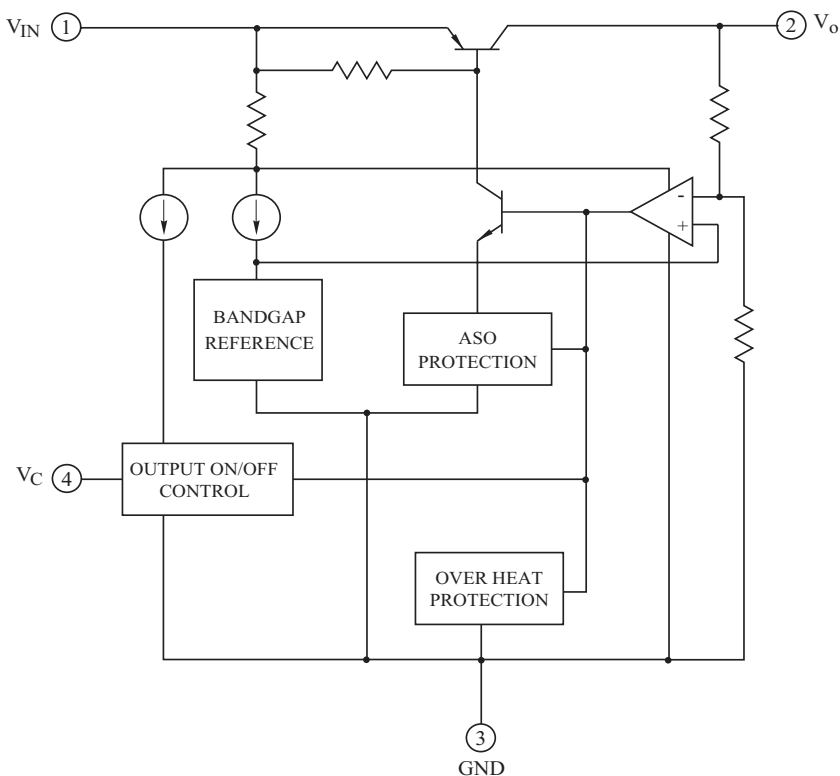 V_IN 1
2 V_o
-
+
BANDGAP
REFERENCE
ASO
PROTECTION
V_C 4
OUTPUT ON/OFF
CONTROL
OVER HEAT
PROTECTION
3
GND